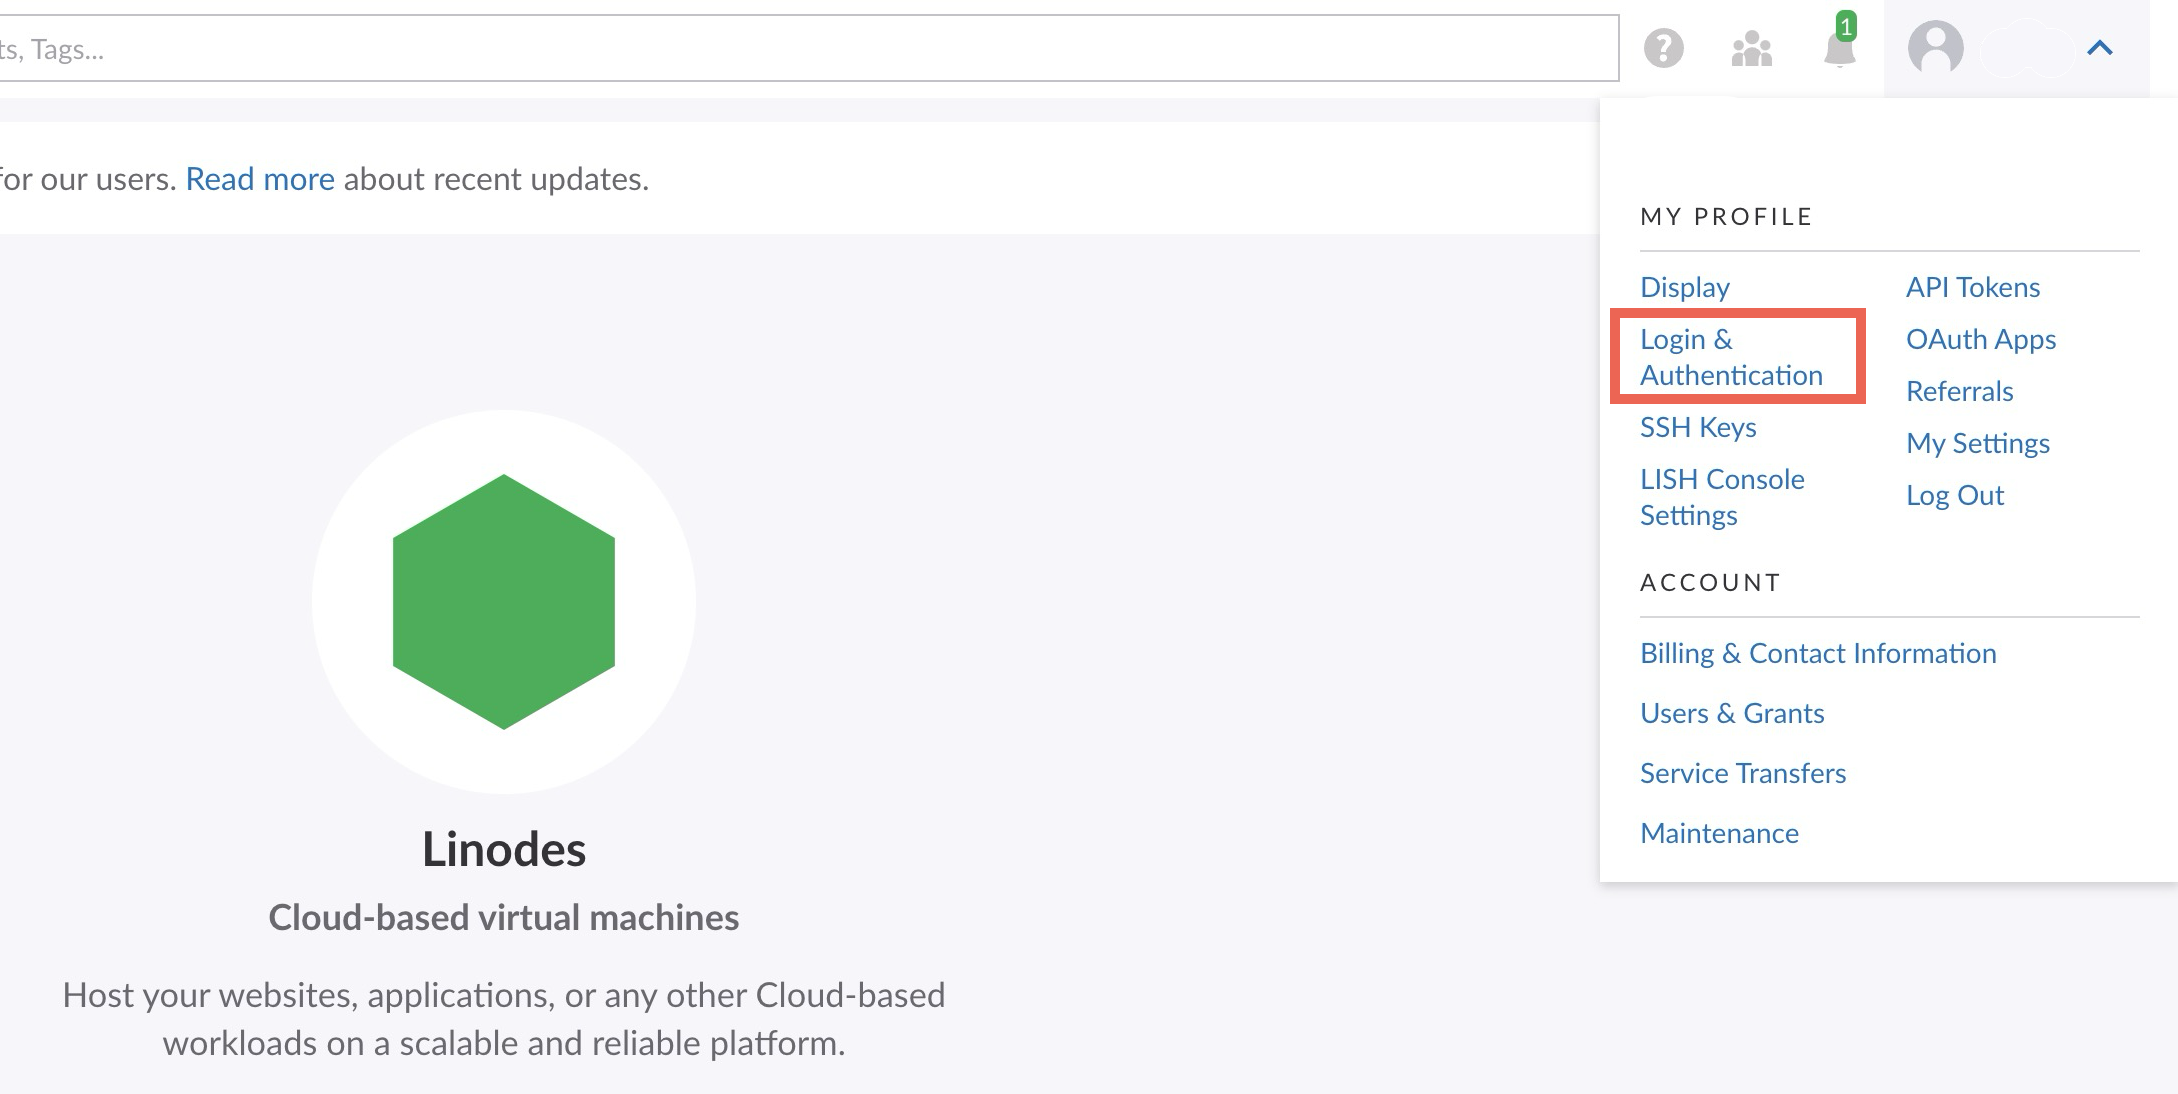 ts, Tags...
1
for our users. Read more about recent updates.
MY PROFILE
Display
Login &
Authentication
SSH Keys
LISH Console
Settings
API Tokens
OAuth Apps
Referrals
My Settings
Log Out
ACCOUNT
Billing & Contact Information
Users & Grants
Service Transfers
Maintenance
Linodes
Cloud-based virtual machines
Host your websites, applications, or any other Cloud-based
workloads on a scalable and reliable platform.